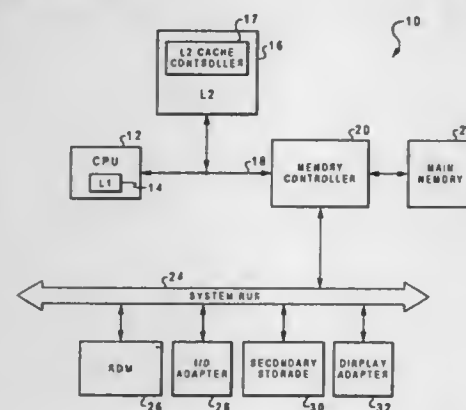 17
10
L2 CACHE
CONTROLLER
16
L2
12
CPU
L1
14
18
20
MEMORY
CONTROLLER
MAIN
MEMORY
24
SYSTEM BUS
ROM
26
I/O
ADAPTER
28
SECONDARY
STORAGE
30
DISPLAY
ADAPTER
32